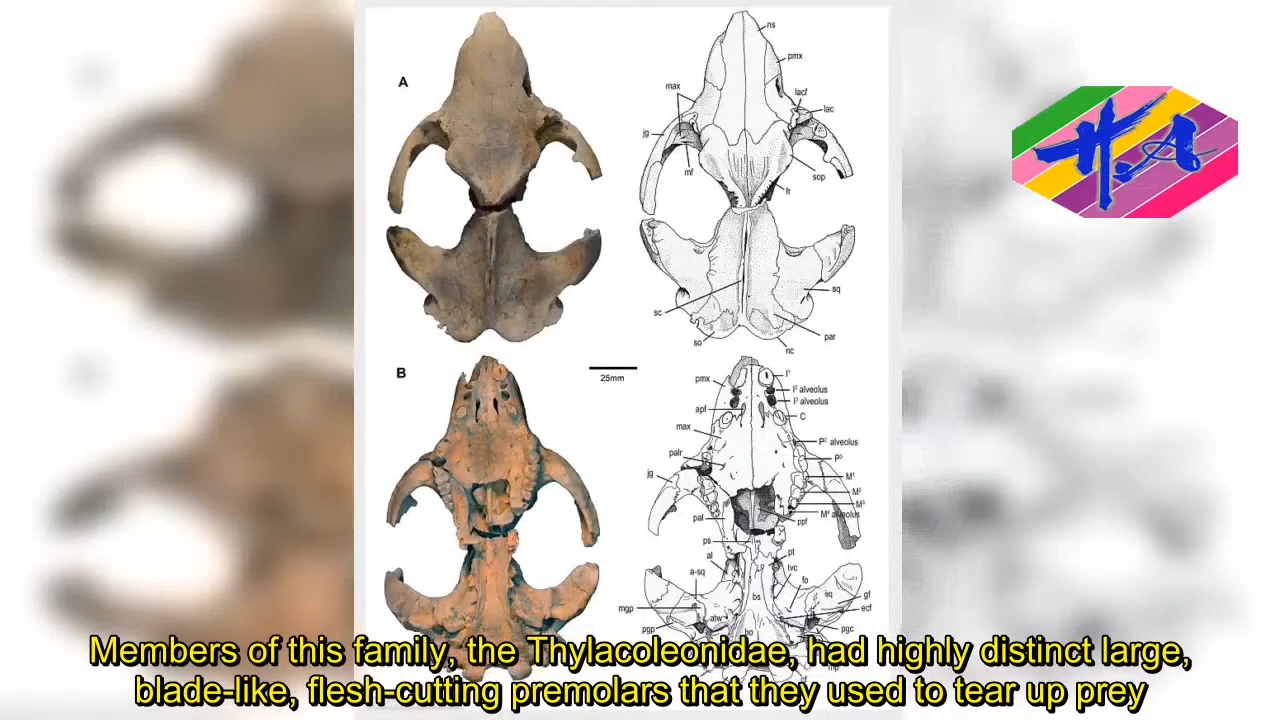 A
ns
pmx
max
lacf
lac
jg
mf
sop
fr
sc
sq
so
par
nc
B
25mm
pmx
I¹
I² alveolus
I³ alveolus
apf
C
max
P² alveolus
palr
P³
jg
M¹
M²
M³
M⁴ alveolus
pal
ppf
ps
al
pt
a-sq
tvc
fo
bs
sq
gf
mgp
ecf
atw
pgp
bo
pgc
H.A
Members of this family, the Thylacoleonidae, had highly distinct large,
blade-like, flesh-cutting premolars that they used to tear up prey